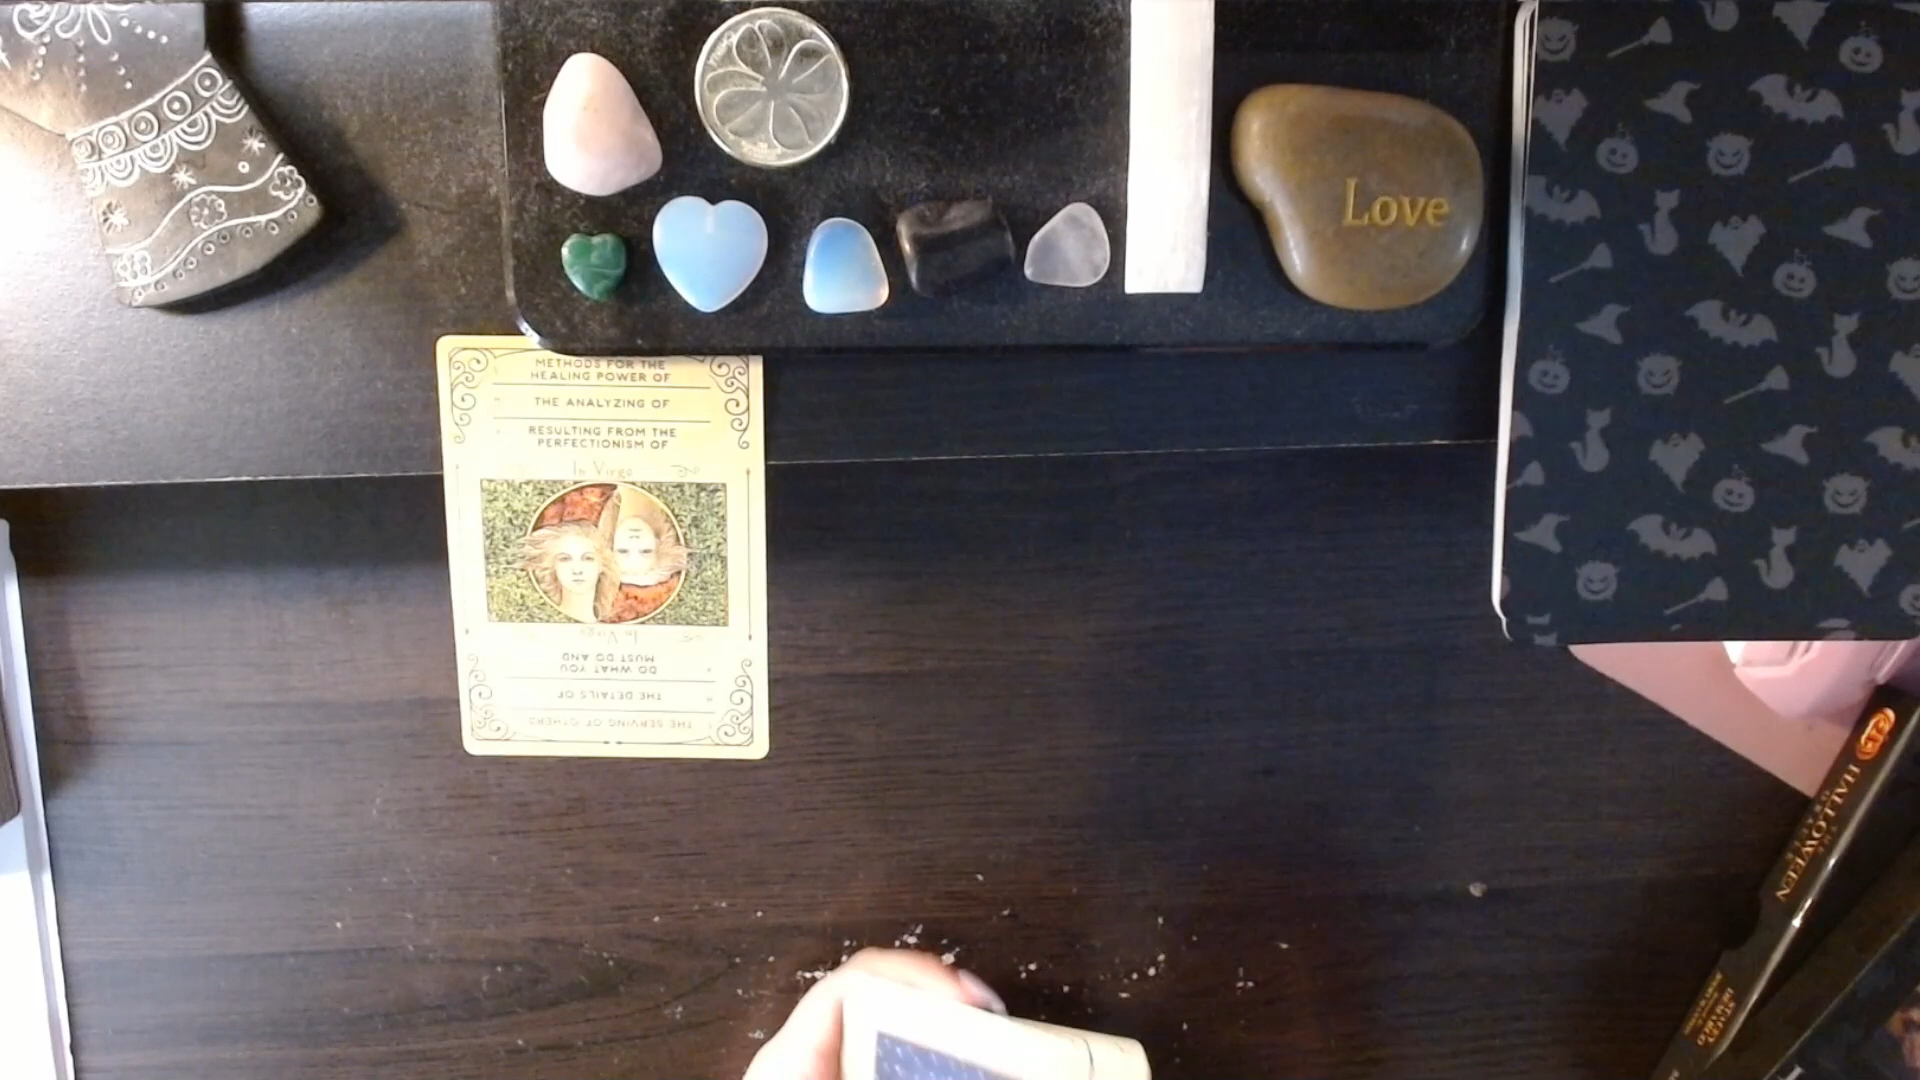 Love
METHODS FOR THE
HEALING POWER OF
THE ANALYZING OF
RESULTING FROM THE
PERFECTIONISM OF
In Virgo
In Virgo
DO WHAT YOU
MUST DO AND
THE DETAILS OF
THE SERVING OF OTHERS
HALLOWEEN